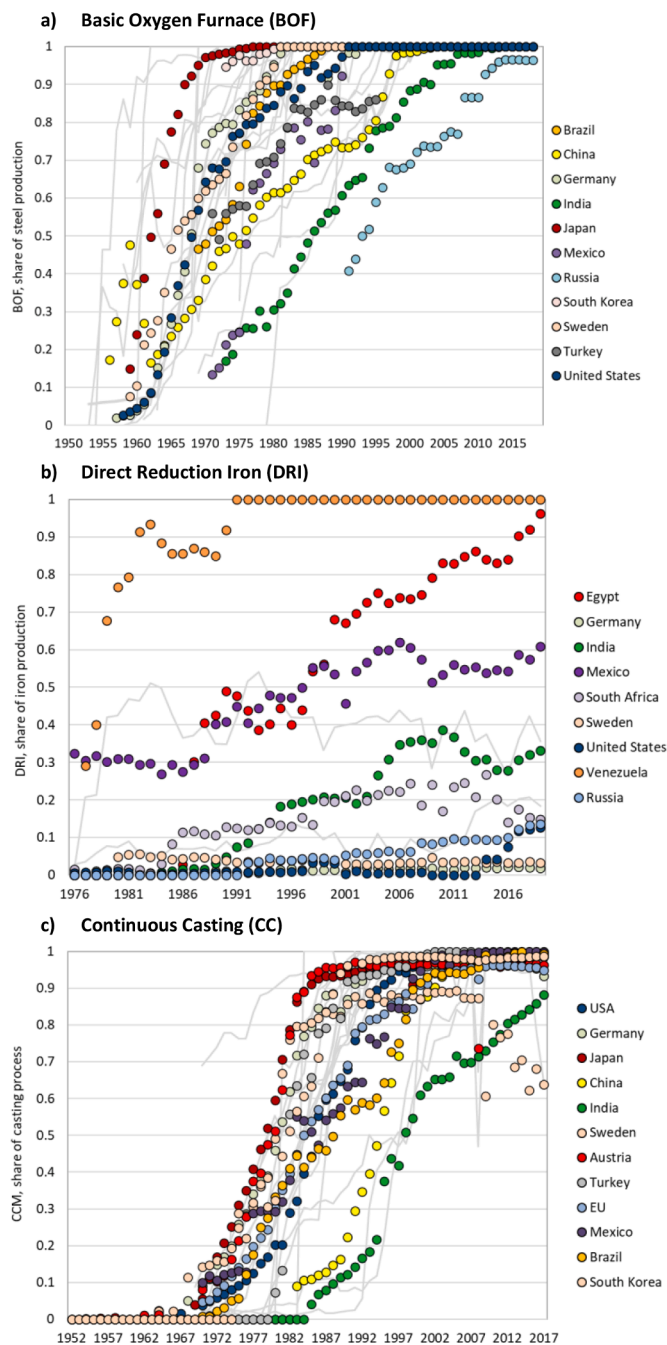 a) Basic Oxygen Furnace (BOF)
1
0.9
0.8
0.7
0.6
0.5
0.4
0.3
0.2
0.1
0
BOF, share of steel production
1950 1955 1960 1965 1970 1975 1980 1985 1990 1995 2000 2005 2010 2015
Brazil
China
Germany
India
Japan
Mexico
Russia
South Korea
Sweden
Turkey
United States
b) Direct Reduction Iron (DRI)
1
0.9
0.8
0.7
0.6
0.5
0.4
0.3
0.2
0.1
0
DRI, share of iron production
1976 1981 1986 1991 1996 2001 2006 2011 2016
Egypt
Germany
India
Mexico
South Africa
Sweden
United States
Venezuela
Russia
c) Continuous Casting (CC)
1
0.9
0.8
0.7
0.6
0.5
0.4
0.3
0.2
0.1
0
CCM, share of casting process
1952 1957 1962 1967 1972 1977 1982 1987 1992 1997 2002 2007 2012 2017
USA
Germany
Japan
China
India
Sweden
Austria
Turkey
EU
Mexico
Brazil
South Korea